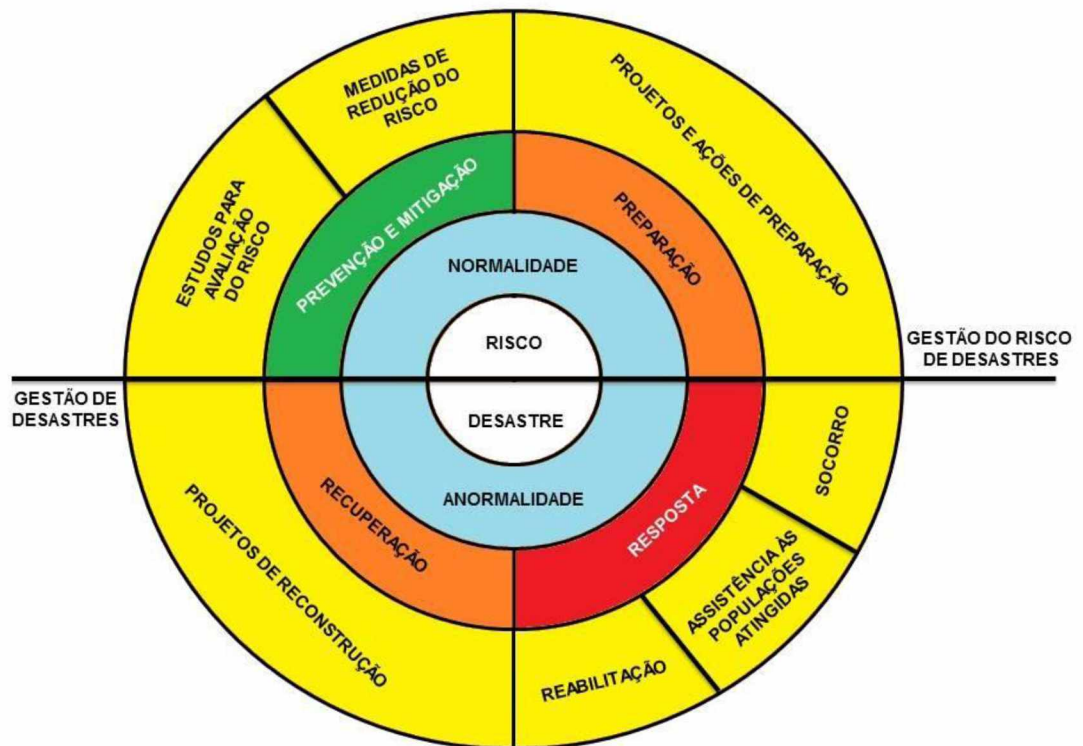 MEDIDAS DE
REDUÇÃO DO
RISCO
PROJETOS E AÇÕES DE PREPARAÇÃO
ESTUDOS PARA
AVALIAÇÃO
DO RISCO
PREVENÇÃO E MITIGAÇÃO
PREPARAÇÃO
NORMALIDADE
RISCO
GESTÃO DO RISCO
DE DESASTRES
GESTÃO DE
DESASTRES
DESASTRE
ANORMALIDADE
SOCORRO
RESPOSTA
RECUPERAÇÃO
PROJETOS DE RECONSTRUÇÃO
ASSISTÊNCIA ÀS
POPULAÇÕES
ATINGIDAS
REABILITAÇÃO